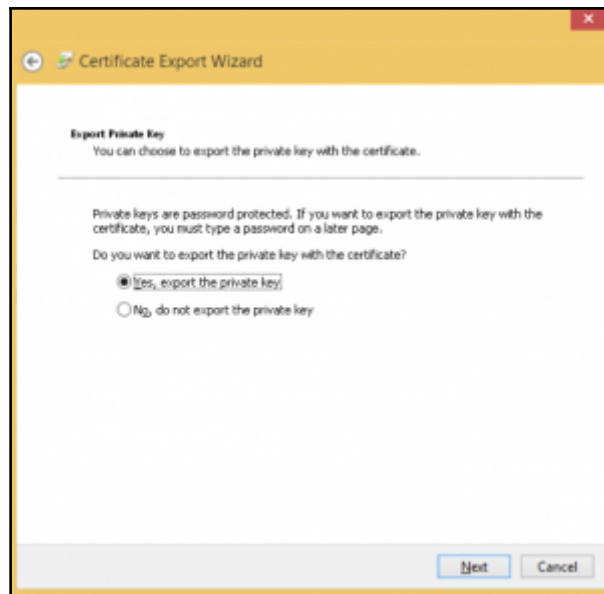 Certificate Export Wizard
Export Private Key
You can choose to export the private key with the certificate.
Private keys are password protected. If you want to export the private key with the
certificate, you must type a password on a later page.
Do you want to export the private key with the certificate?
Yes, export the private key
No, do not export the private key
Next Cancel